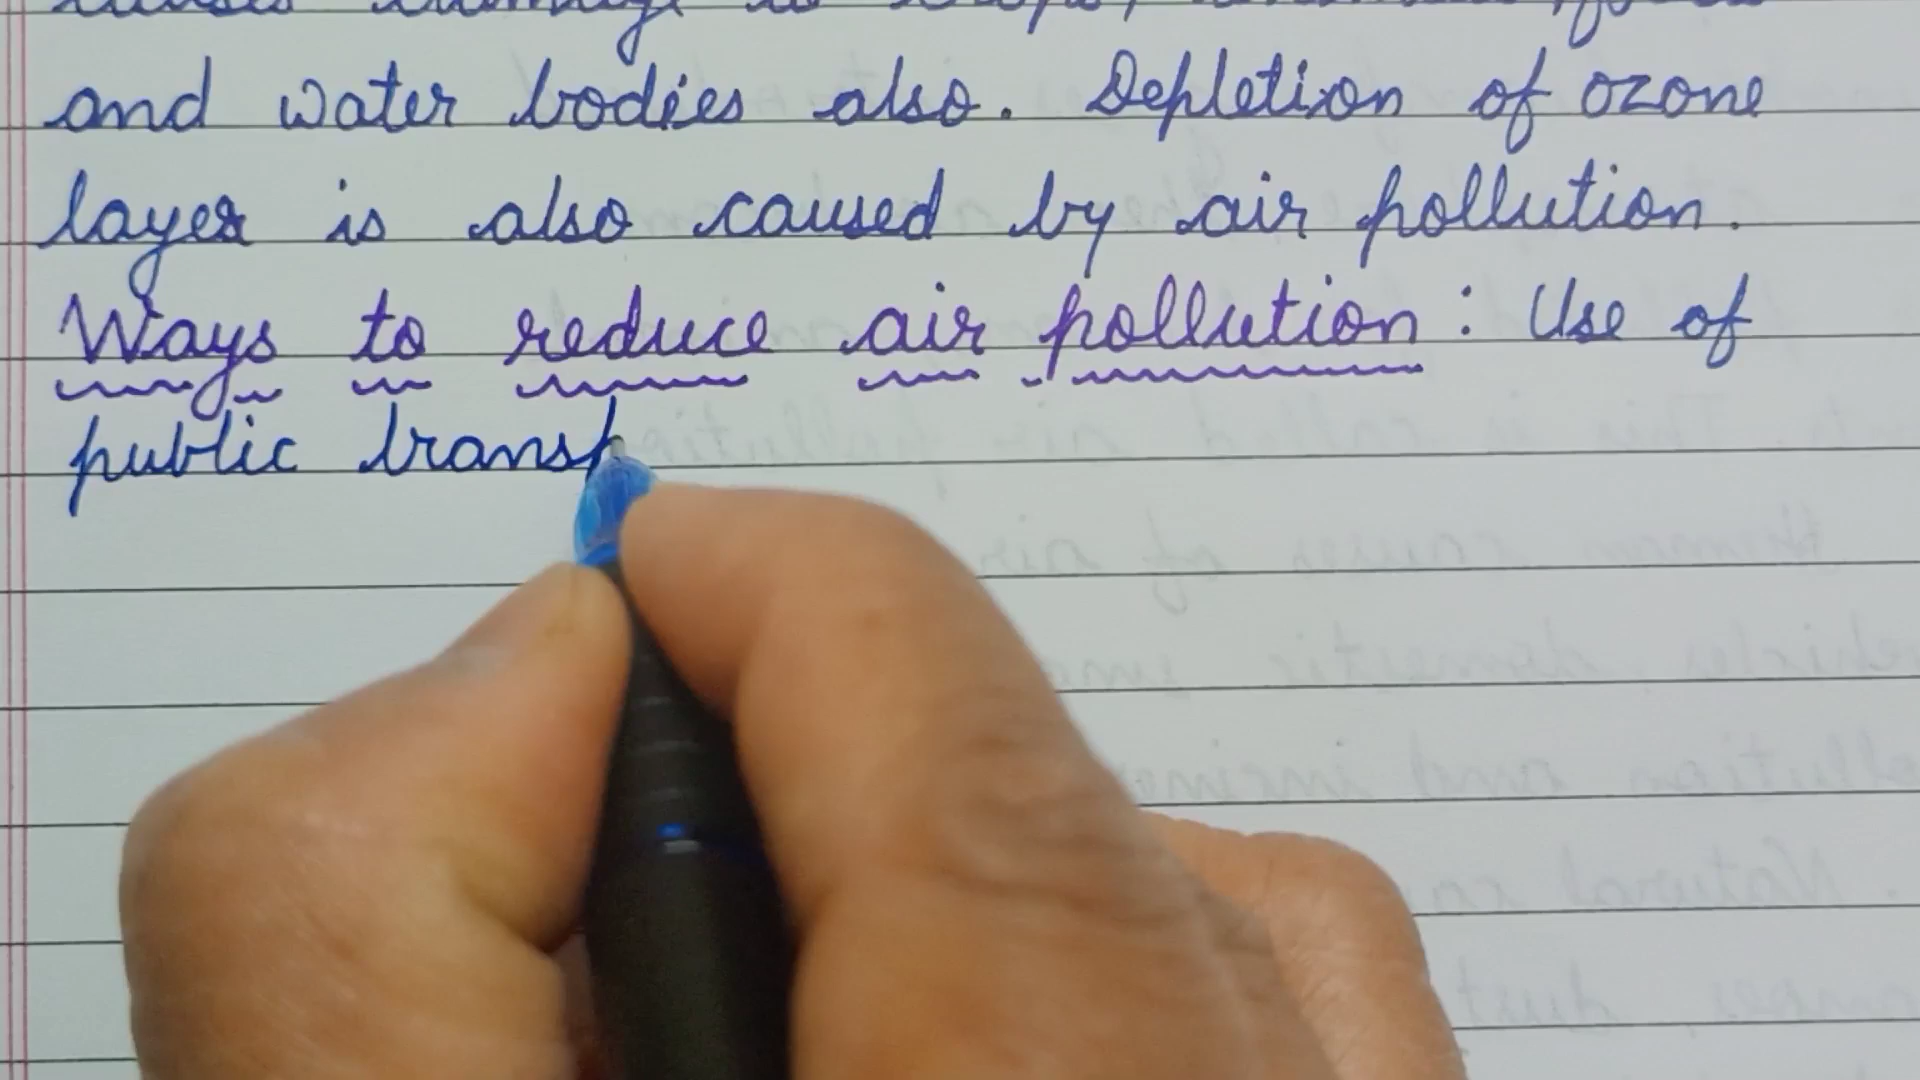 and water bodies also. Depletion of ozone
layer is also caused by air pollution.
Ways to reduce air pollution : Use of
public transp